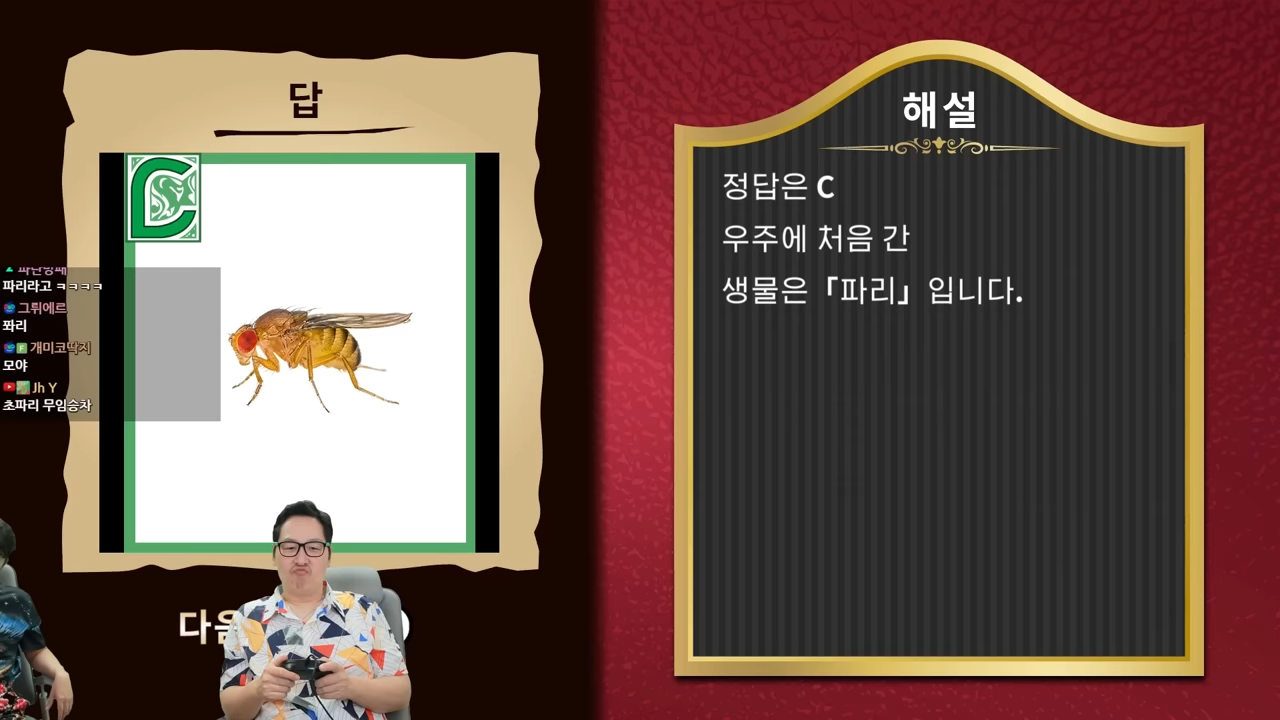 답
C
파리라고 ㅋㅋㅋㅋ
그뤼에르
퐈리
개미코딱지
모야
Jh Y
초파리 무임승차
다음
해설
정답은 C
우주에 처음 간
생물은「파리」입니다.